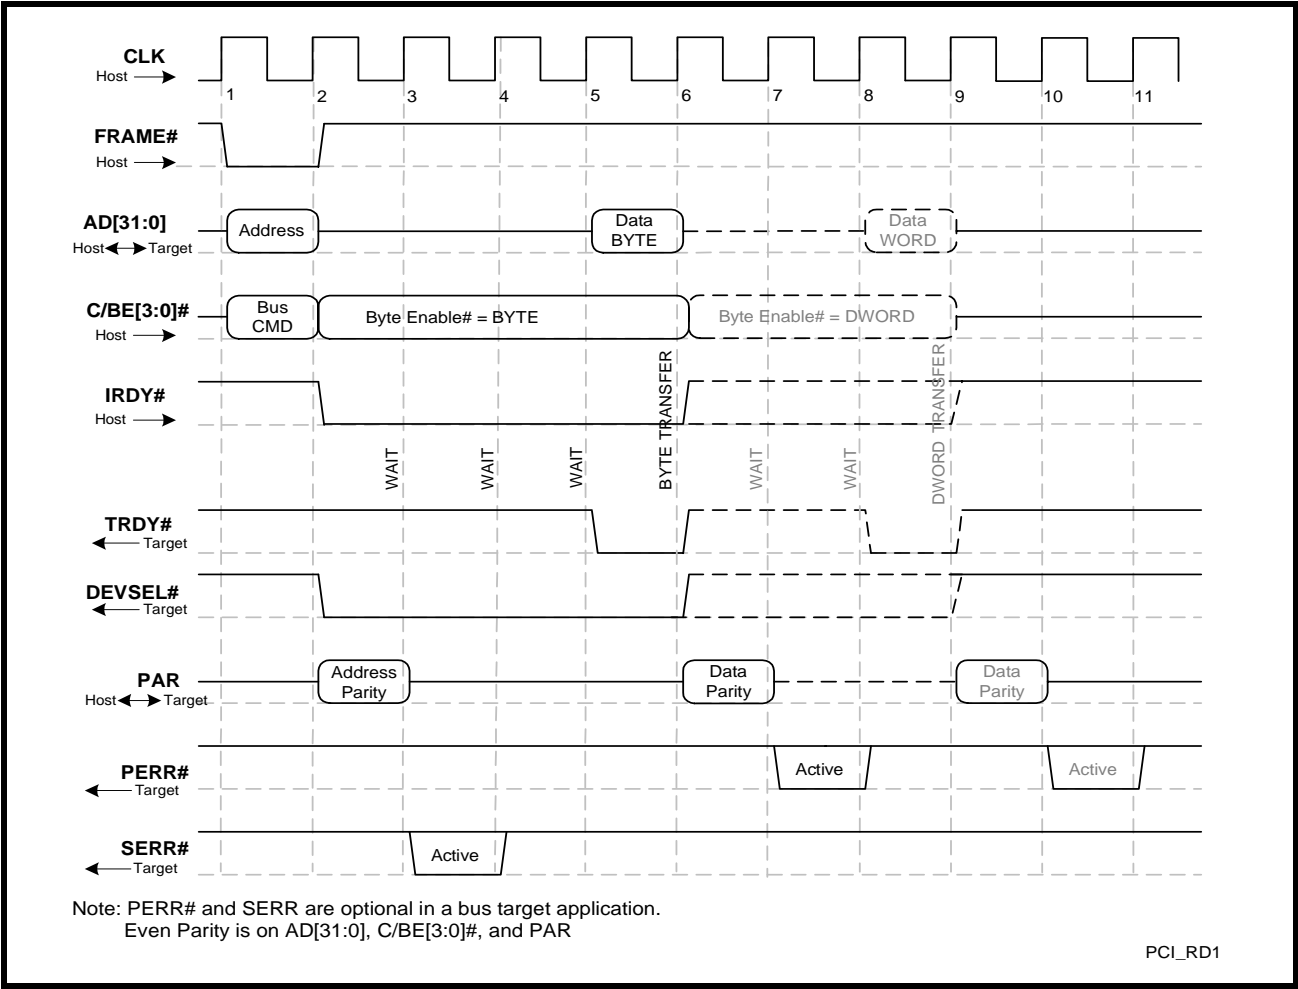 CLK
Host
1 2 3 4 5 6 7 8 9 10 11
FRAME#
Host
AD[31:0]
Host Target
Address
Data
BYTE
Data
WORD
C/BE[3:0]#
Host
Bus
CMD
Byte Enable# = BYTE
Byte Enable# = DWORD
IRDY#
Host
WAIT
WAIT
WAIT
BYTE TRANSFER
WAIT
WAIT
DWORD TRANSFER
TRDY#
Target
DEVSEL#
Target
PAR
Host Target
Address
Parity
Data
Parity
Data
Parity
PERR#
Target
Active
Active
SERR#
Target
Active
Note: PERR# and SERR are optional in a bus target application.
Even Parity is on AD[31:0], C/BE[3:0]#, and PAR
PCI_RD1